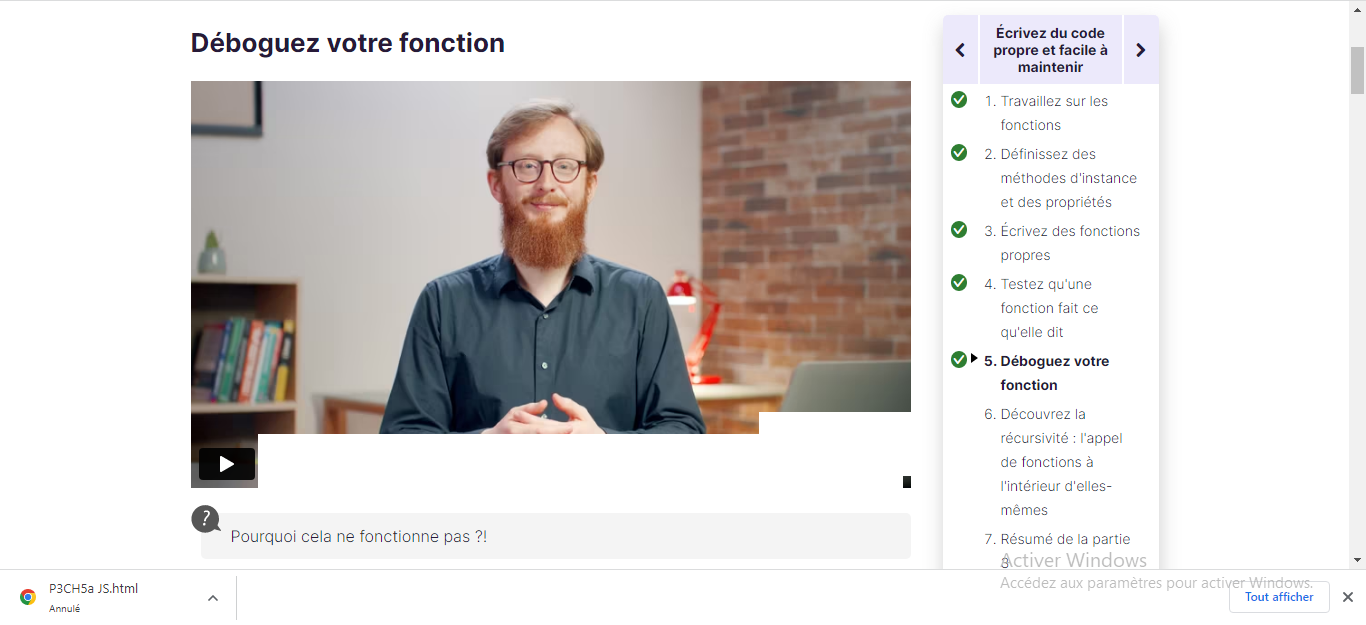 Déboguez votre fonction
Écrivez du code
propre et facile à
maintenir
1. Travaillez sur les
fonctions
2. Définissez des
méthodes d'instance
et des propriétés
3. Écrivez des fonctions
propres
4. Testez qu'une
fonction fait ce
qu'elle dit
5. Déboguez votre
fonction
6. Découvrez la
récursivité : l'appel
de fonctions à
l'intérieur d'elles-
mêmes
7. Résumé de la partie
3
?
Pourquoi cela ne fonctionne pas ?!
Activer Windows
Accédez aux paramètres pour activer Windows.
P3CH5a JS.html
Annulé
Tout afficher